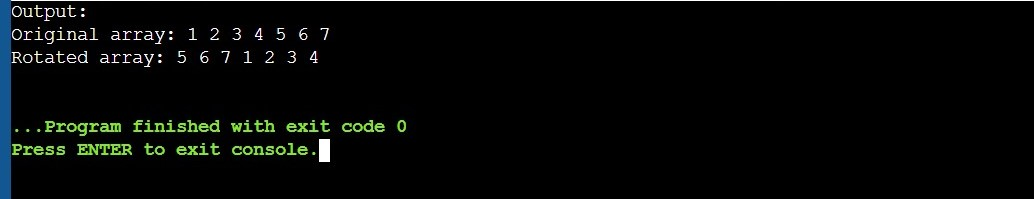 Output:
Original array: 1 2 3 4 5 6 7
Rotated array: 5 6 7 1 2 3 4
...Program finished with exit code 0
Press ENTER to exit console.